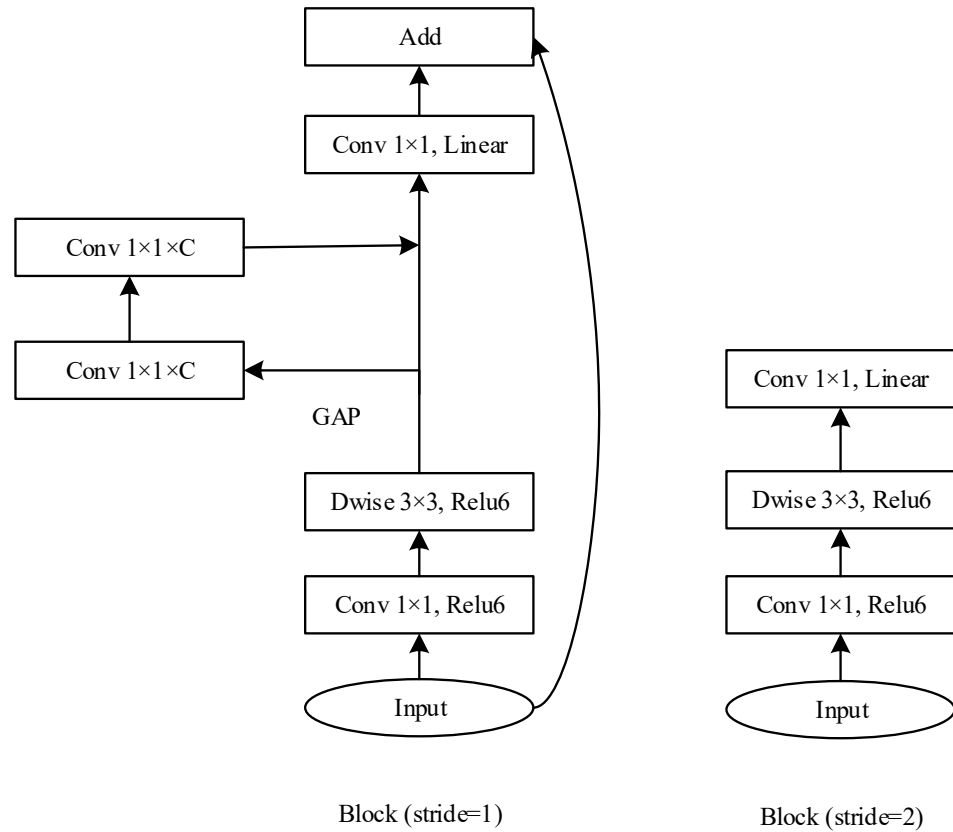 Add
Conv 1×1, Linear
Conv 1×1×C
Conv 1×1×C
GAP
Dwise 3×3, Relu6
Conv 1×1, Relu6
Input
Block (stride=1)
Conv 1×1, Linear
Dwise 3×3, Relu6
Conv 1×1, Relu6
Input
Block (stride=2)